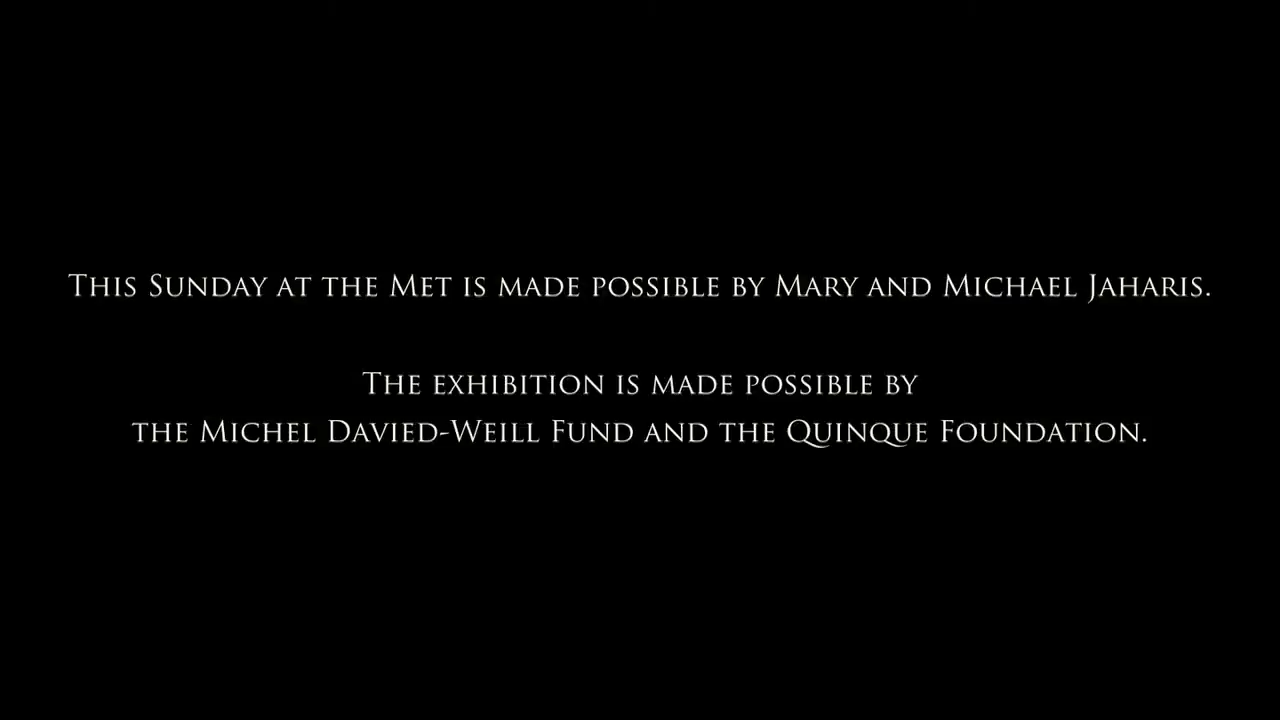 This Sunday at the Met is made possible by Mary and Michael Jaharis.
The exhibition is made possible by
the Michel Davied-Weill Fund and the Quinque Foundation.